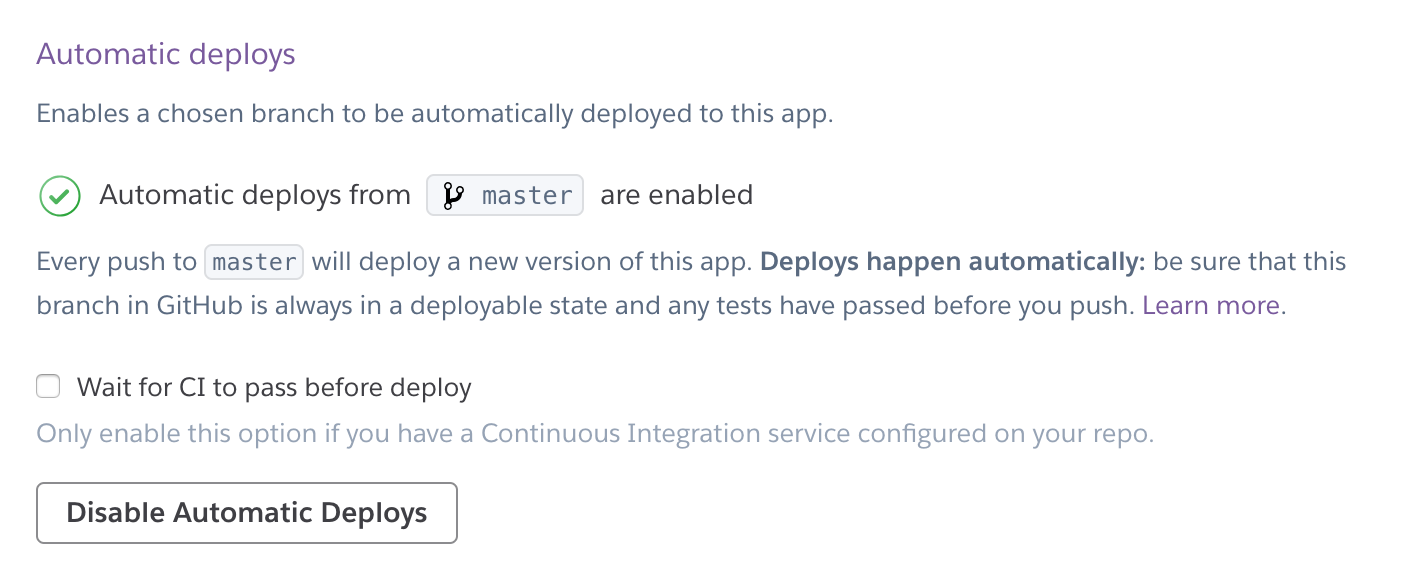 Automatic deploys
Enables a chosen branch to be automatically deployed to this app.
Automatic deploys from master are enabled
Every push to master will deploy a new version of this app. Deploys happen automatically: be sure that this
branch in GitHub is always in a deployable state and any tests have passed before you push. Learn more.
Wait for CI to pass before deploy
Only enable this option if you have a Continuous Integration service configured on your repo.
Disable Automatic Deploys